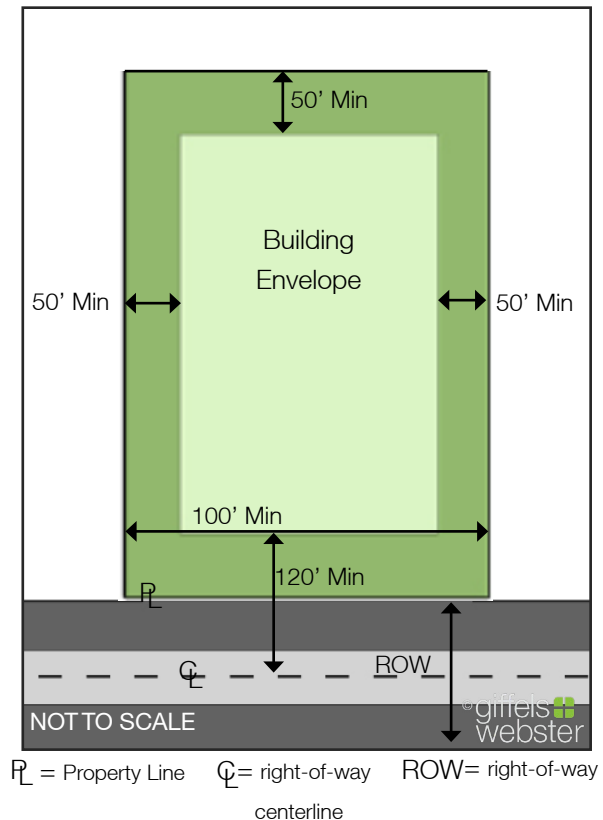 50’ Min
Building
Envelope
50’ Min
50’ Min
100’ Min
120’ Min
PL
CL
ROW
NOT TO SCALE
© giffels
webster
PL = Property Line CL= right-of-way ROW= right-of-way
centerline